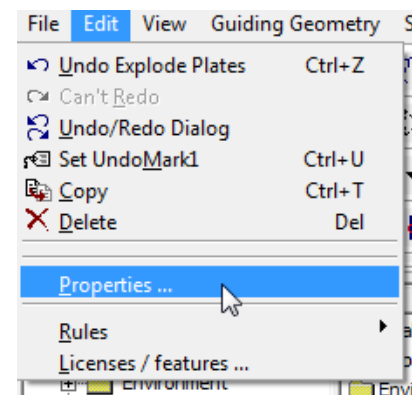 File Edit View Guiding Geometry S
Undo Explode Plates Ctrl+Z
Can't Redo
Undo/Redo Dialog
Set UndoMark1 Ctrl+U
Copy Ctrl+T
Delete Del
Properties ...
Rules
Licenses / features ...
Environment
Envi